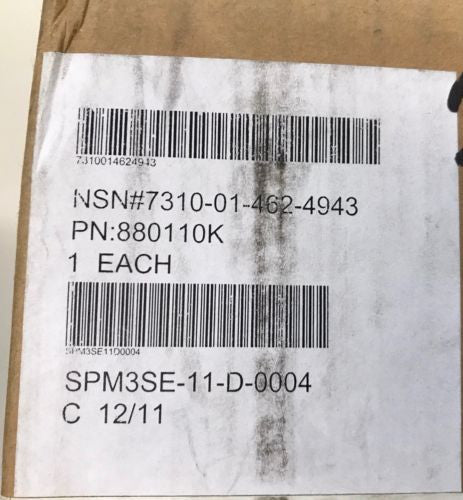 7310014624943
NSN#7310-01-462-4943
PN:880110K
1 EACH
SPM3SE11D0004
SPM3SE-11-D-0004
C 12/11